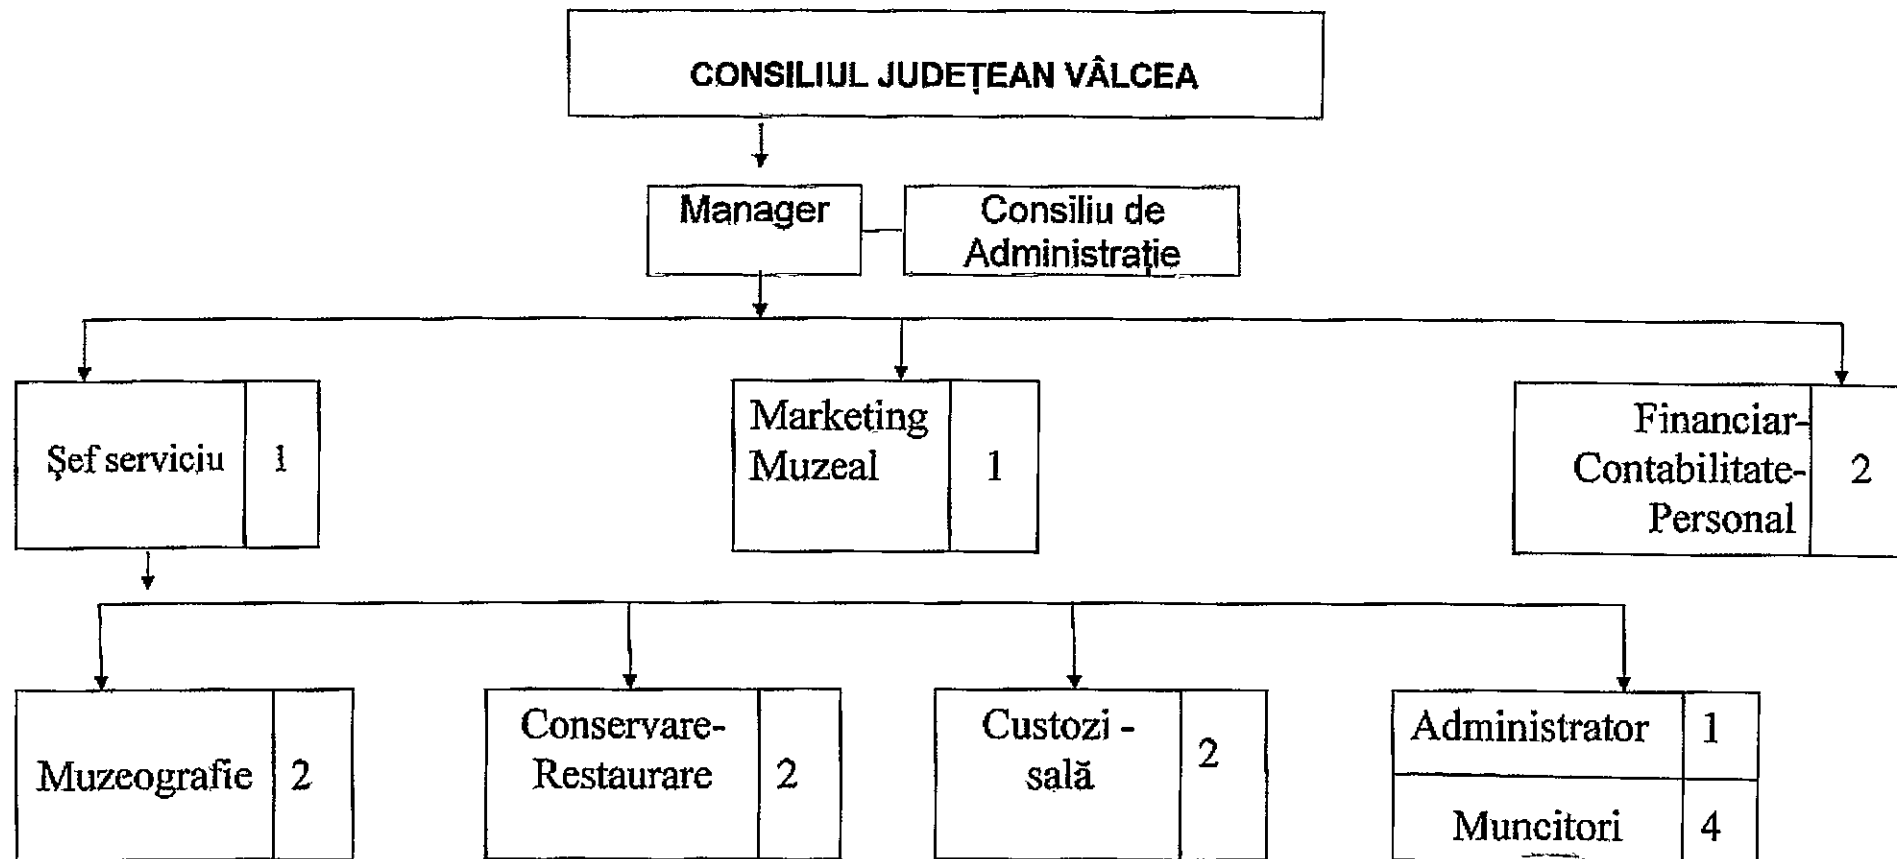 CONSILIUL JUDEȚEAN VÂLCEA
Manager
Consiliu de
Administrație
Şef serviciu
1
Marketing
Muzeal
1
Financiar-
Contabilitate-
Personal
2
Muzeografie
2
Conservare-
Restaurare
2
Custozi -
sală
2
Administrator
1
Muncitori
4